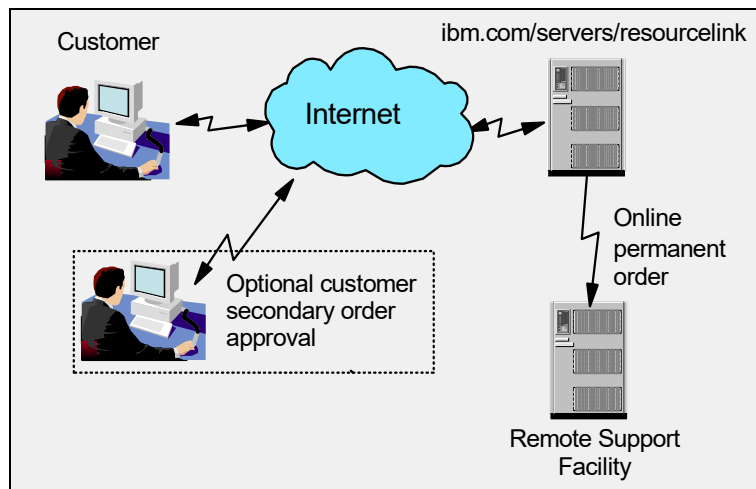 Customer
ibm.com/servers/resourcelink
Internet
Online
permanent
order
Optional customer
secondary order
approval
Remote Support
Facility